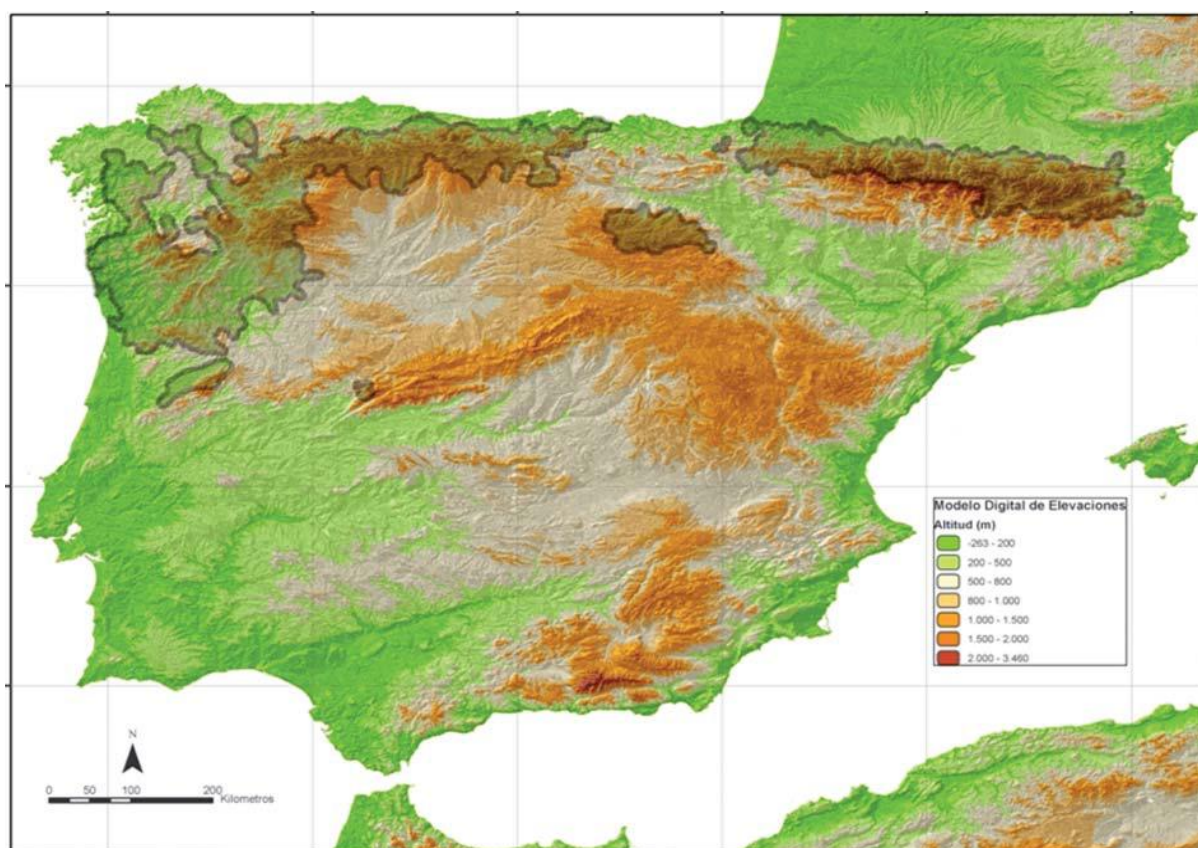 Modelo Digital de Elevaciones
Altitud (m)
-263 - 200
200 - 500
500 - 800
800 - 1.000
1.000 - 1.500
1.500 - 2.000
2.000 - 3.460
N
0 50 100 200
Kilometros